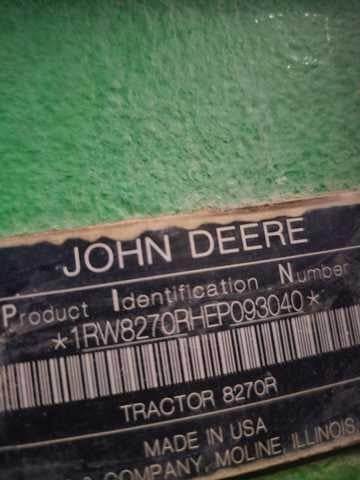 JOHN DEERE
Product Identification Number
*1RW8270RHEP093040*
TRACTOR 8270R
MADE IN USA
COMPANY, MOLINE, ILLINOIS